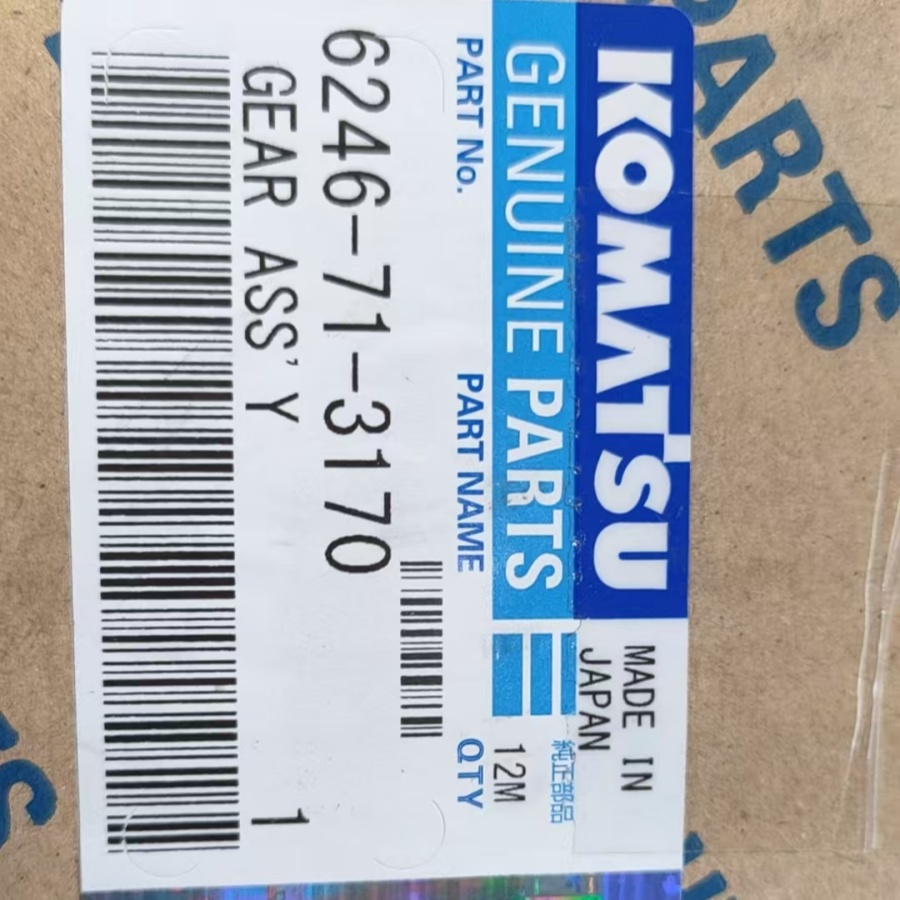 KOMATSU
MADE IN
JAPAN
GENUINE PARTS
純正部品
12M
PART No.
PART NAME
QTY
6246-71-3170
GEAR ASS'Y
1
PARTS